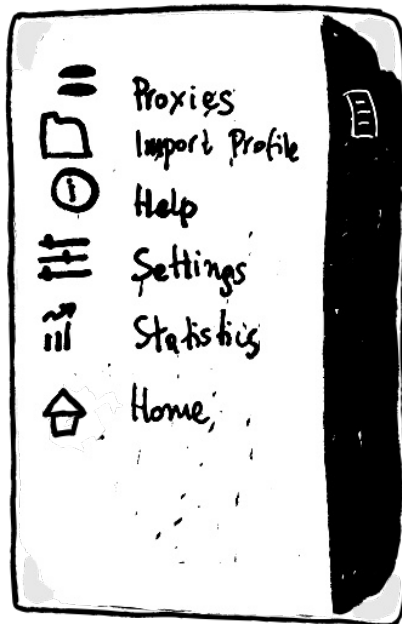 Proxies
Import Profile
Help
Settings
Statistics
Home